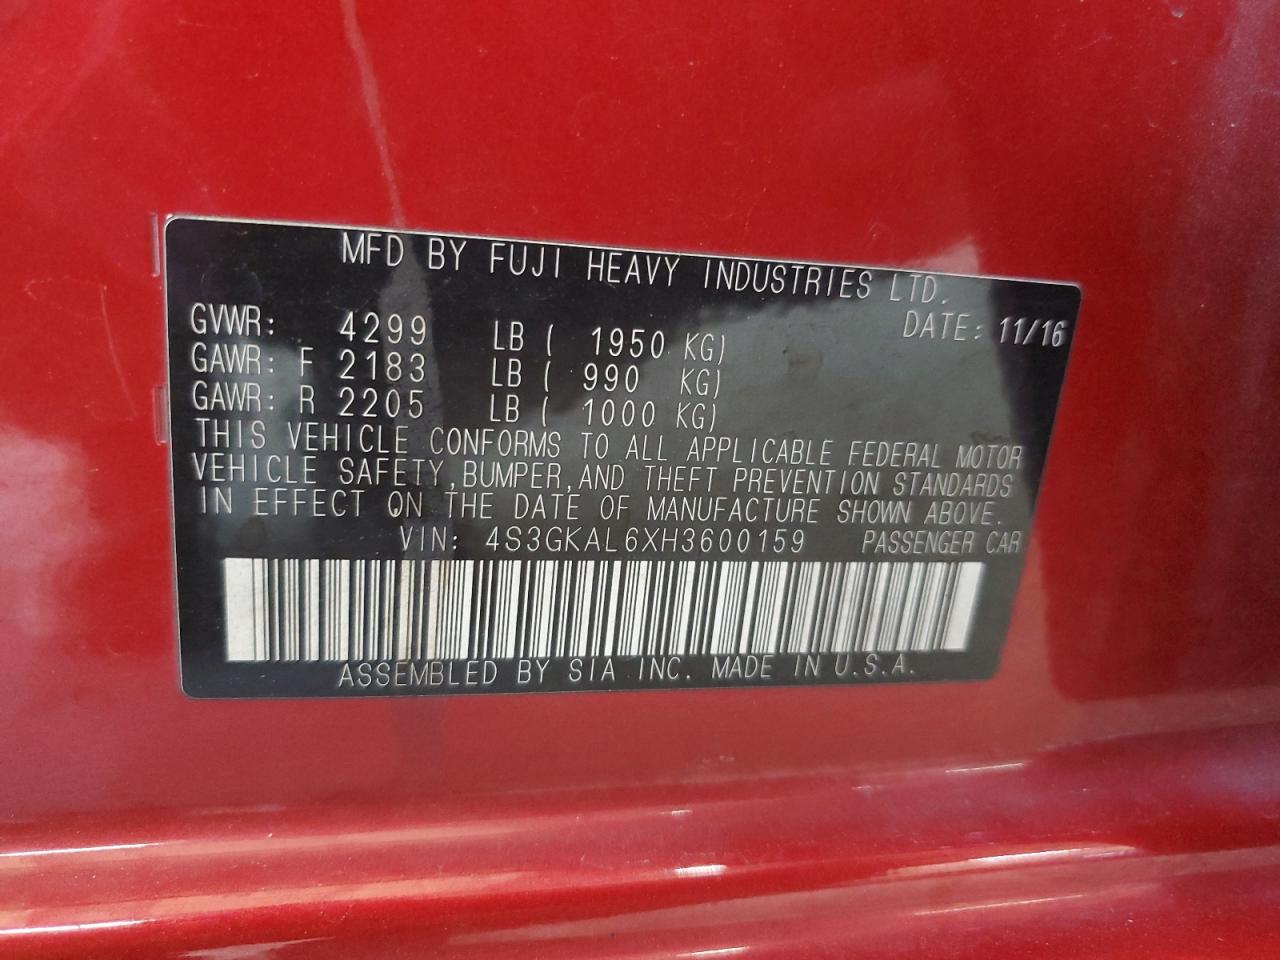 MFD BY FUJI HEAVY INDUSTRIES LTD.
DATE: 11/16
GVWR: 4299 LB ( 1950 KG)
GAWR: F 2183 LB ( 990 KG)
GAWR: R 2205 LB ( 1000 KG)
THIS VEHICLE CONFORMS TO ALL APPLICABLE FEDERAL MOTOR
VEHICLE SAFETY, BUMPER, AND THEFT PREVENTION STANDARDS
IN EFFECT ON THE DATE OF MANUFACTURE SHOWN ABOVE.
VIN: 4S3GKAL6XH3600159 PASSENGER CAR
ASSEMBLED BY SIA INC. MADE IN U.S.A.